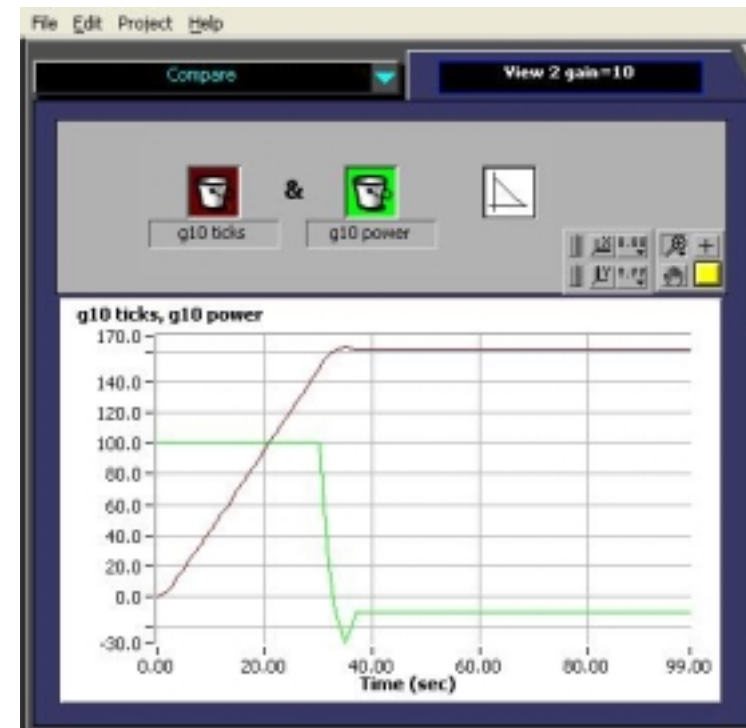 File Edit Project Help
Compare
View 2 gain=10
&
g10 ticks
g10 power
g10 ticks, g10 power
170.0
140.0
120.0
100.0
80.0
60.0
40.0
20.0
0.0
-30.0
0.00 20.00 40.00 60.00 80.00 99.00
Time (sec)